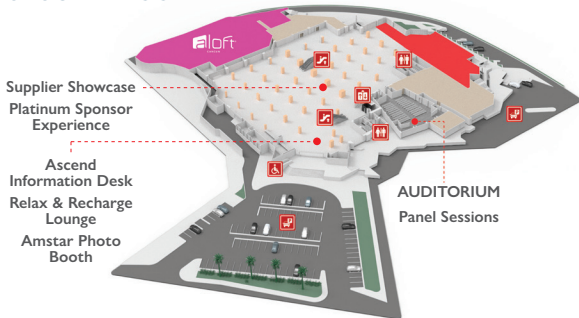 aloft
Supplier Showcase
Platinum Sponsor
Experience
Ascend
Information Desk
Relax & Recharge
Lounge
Amstar Photo
Booth
AUDITORIUM
Panel Sessions